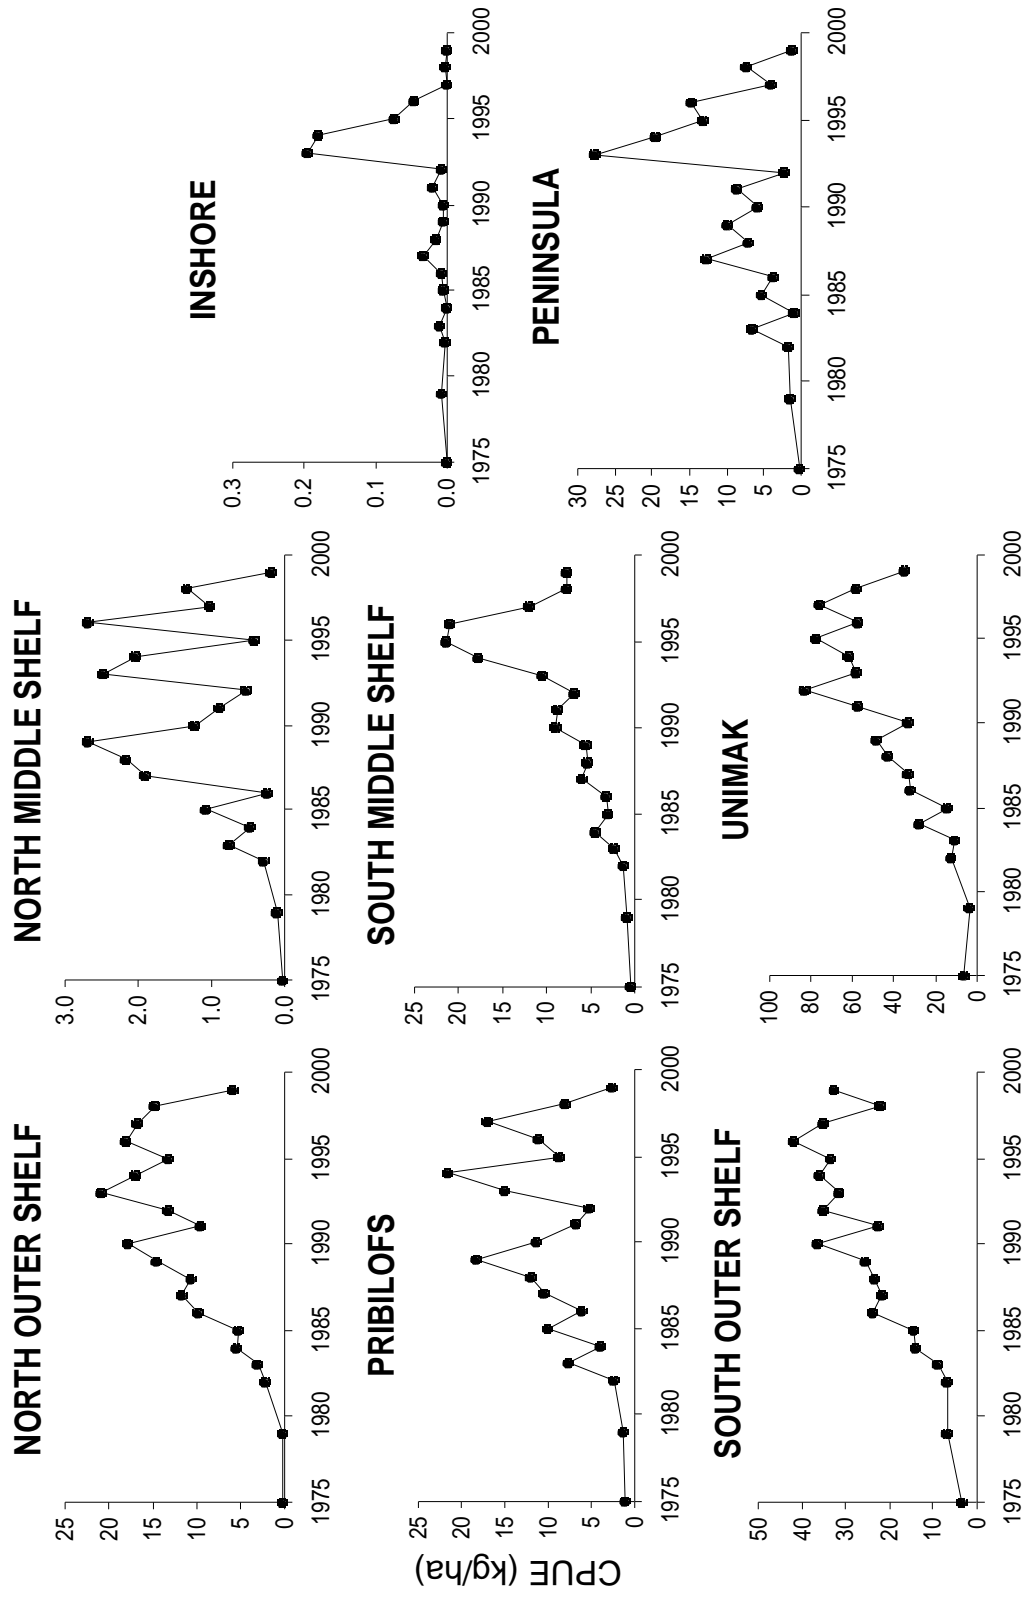 NORTH OUTER SHELF
25
20
15
10
5
0
1975 1980 1985 1990 1995 2000
NORTH MIDDLE SHELF
3.0
2.0
1.0
0.0
1975 1980 1985 1990 1995 2000
INSHORE
0.3
0.2
0.1
0.0
1975 1980 1985 1990 1995 2000
CPUE (kg/ha)
PRIBILOFS
25
20
15
10
5
0
1975 1980 1985 1990 1995 2000
SOUTH MIDDLE SHELF
25
20
15
10
5
0
1975 1980 1985 1990 1995 2000
PENINSULA
30
25
20
15
10
5
0
1975 1980 1985 1990 1995 2000
SOUTH OUTER SHELF
50
40
30
20
10
0
1975 1980 1985 1990 1995 2000
UNIMAK
100
80
60
40
20
0
1975 1980 1985 1990 1995 2000